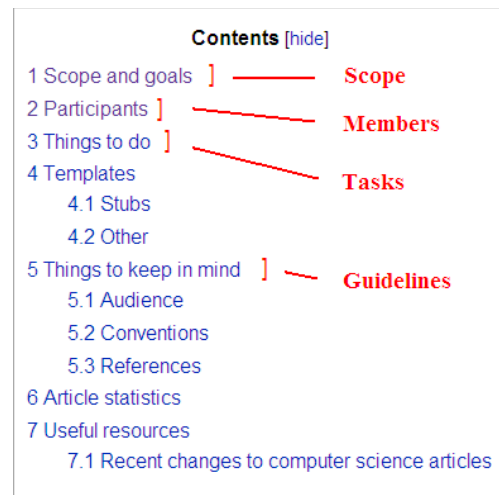 Contents [hide]
1 Scope and goals ] Scope
2 Participants ] Members
3 Things to do ] Tasks
4 Templates
4.1 Stubs
4.2 Other
5 Things to keep in mind ] Guidelines
5.1 Audience
5.2 Conventions
5.3 References
6 Article statistics
7 Useful resources
7.1 Recent changes to computer science articles